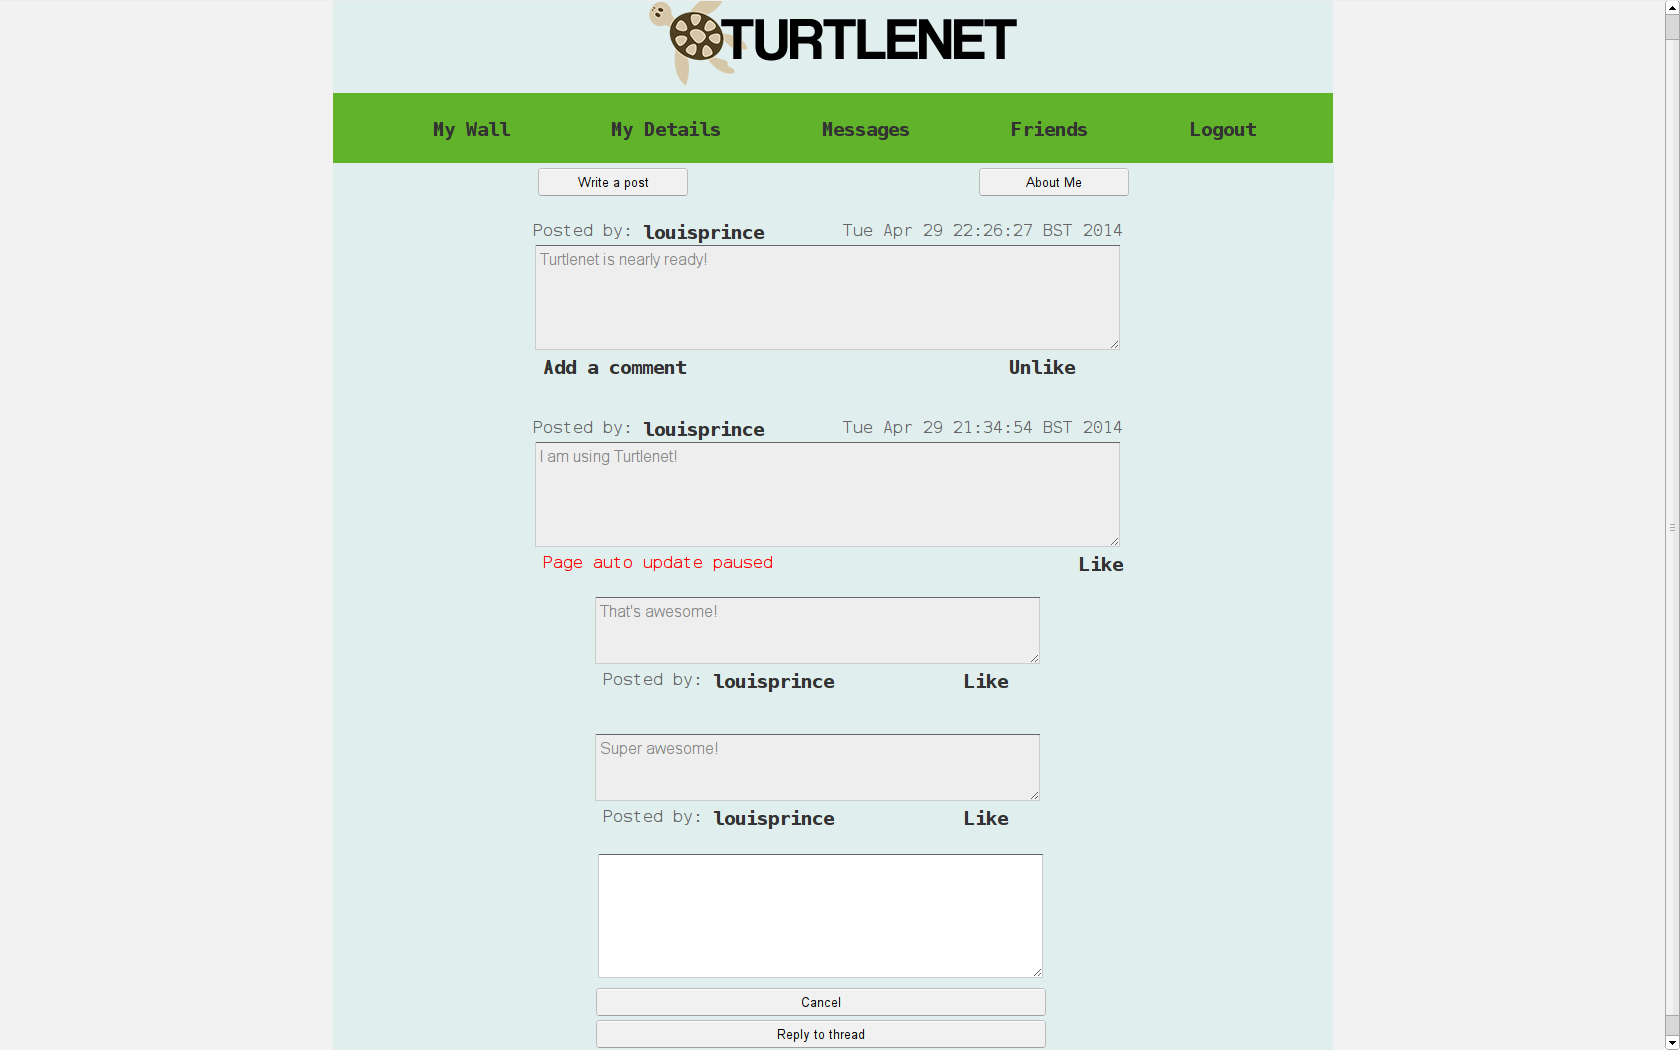 TURTLENET
My Wall My Details Messages Friends Logout
Write a post About Me
Posted by: louisprince Tue Apr 29 22:26:27 BST 2014
Turtlenet is nearly ready!
Add a comment Unlike
Posted by: louisprince Tue Apr 29 21:34:54 BST 2014
I am using Turtlenet!
Page auto update paused Like
That's awesome!
Posted by: louisprince Like
Super awesome!
Posted by: louisprince Like
Cancel
Reply to thread